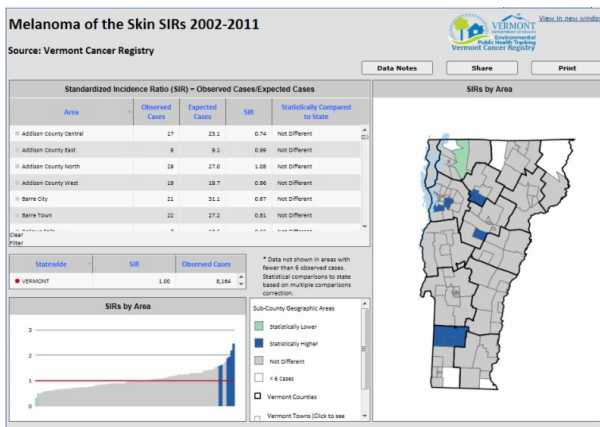 Melanoma of the Skin SIRs 2002-2011
View in new window
VERMONT
DEPARTMENT OF HEALTH
Environmental
Public Health Tracking
Vermont Cancer Registry
Source: Vermont Cancer Registry
Data Notes Share Print
Standardized Incidence Ratio (SIR) = Observed Cases/Expected Cases
SIRs by Area
Area Observed Cases Expected Cases SIR Statistically Compared to State
Addison County Central 17 23.1 0.74 Not Different
Addison County East 9 9.1 0.99 Not Different
Addison County North 29 27.0 1.08 Not Different
Addison County West 19 19.7 0.96 Not Different
Barre City 21 31.1 0.67 Not Different
Barre Town 22 27.2 0.81 Not Different
Clear
Filter
Statewide SIR Observed Cases
VERMONT 1.00 8,164
* Data not shown in areas with
fewer than 6 observed cases.
Statistical comparisons to state
based on multiple comparisons
correction.
SIRs by Area
3
2
1
0
Sub-County Geographic Areas
Statistically Lower
Statistically Higher
Not Different
< 6 Cases
Vermont Counties
Vermont Towns (Click to see